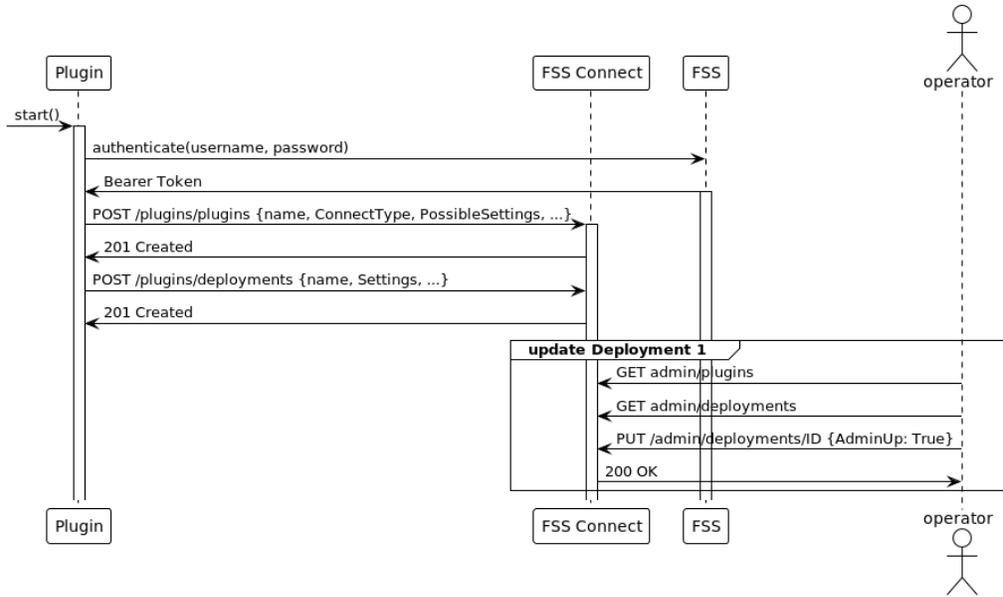 operator
Plugin
FSS Connect
FSS
start()
authenticate(username, password)
Bearer Token
POST /plugins/plugins {name, ConnectType, PossibleSettings, ...}
201 Created
POST /plugins/deployments {name, Settings, ...}
201 Created
update Deployment 1
GET admin/plugins
GET admin/deployments
PUT /admin/deployments/ID {AdminUp: True}
200 OK
Plugin
FSS Connect
FSS
operator